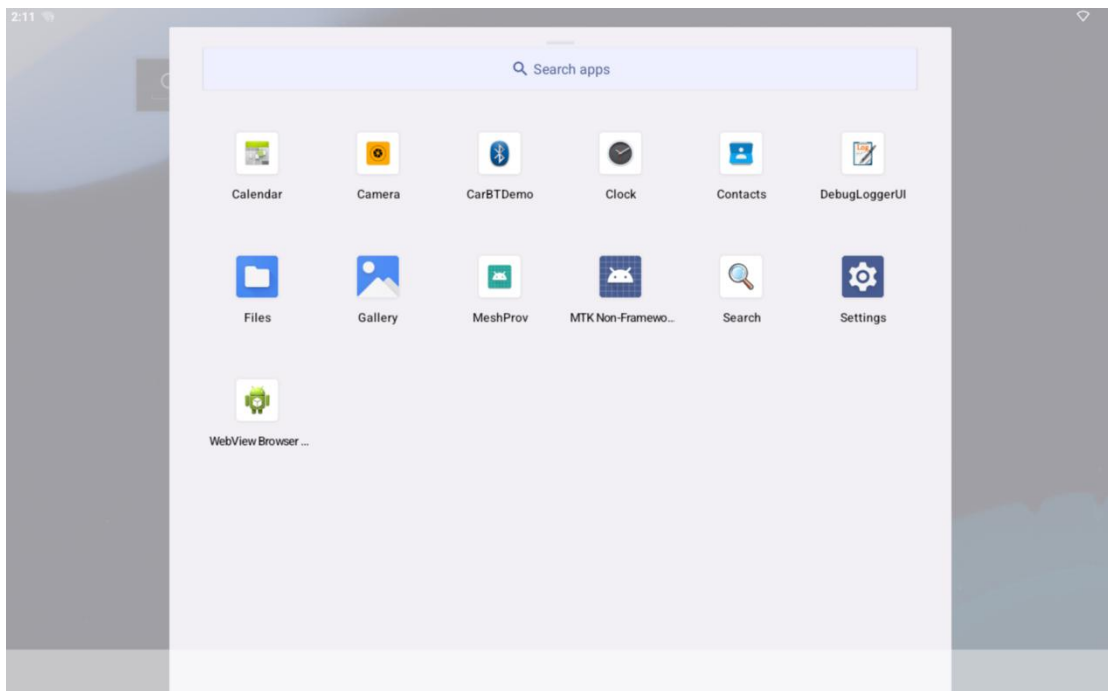 2:11
Search apps
Calendar
Camera
CarBTDemo
Clock
Contacts
DebugLoggerUI
Files
Gallery
MeshProv
MTK Non-Framewo...
Search
Settings
WebView Browser ...